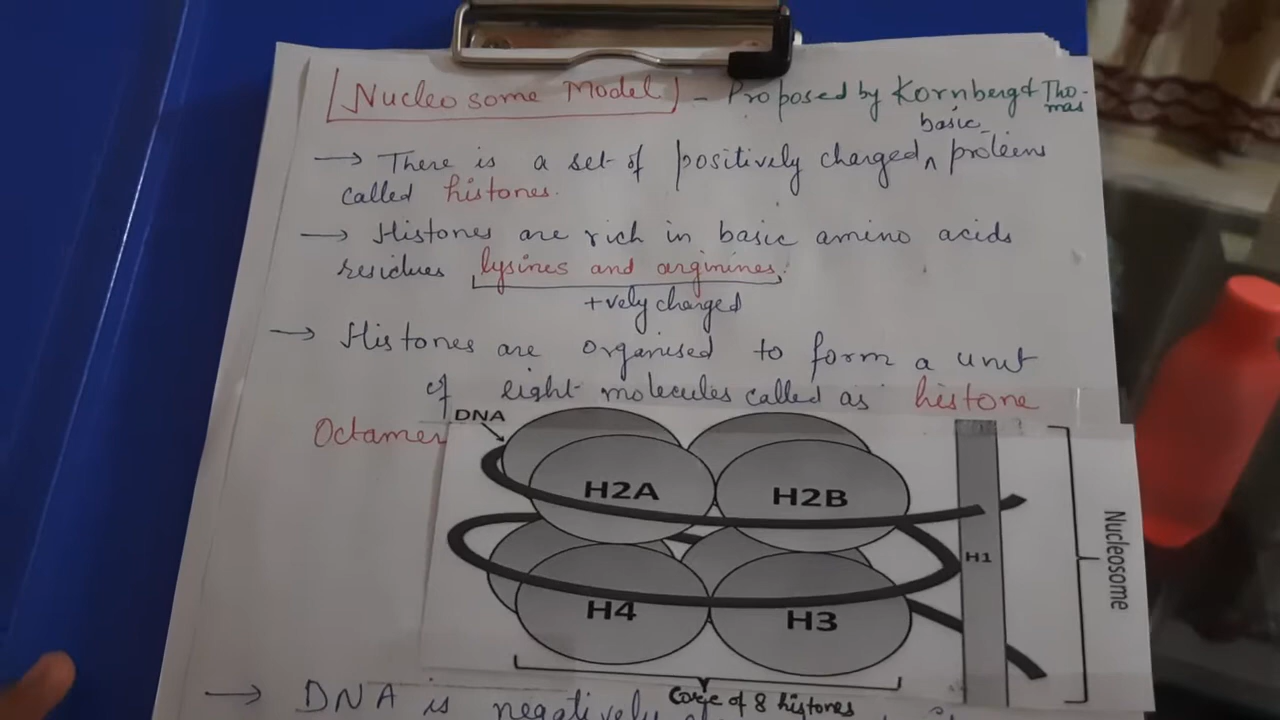 Nucleosome Model - Proposed by Kornberg & Tho-
mas
basic
→ There is a set of positively charged ^ proteins
called histones.
→ Histones are rich in basic amino acids
residues lysines and arginines.
+vely charged
→ Histones are organised to form a unit
of eight molecules called as histone
Octamer
DNA
H2A
H2B
H1
H4
H3
Nucleosome
Core of 8 histones
→ DNA is negatively